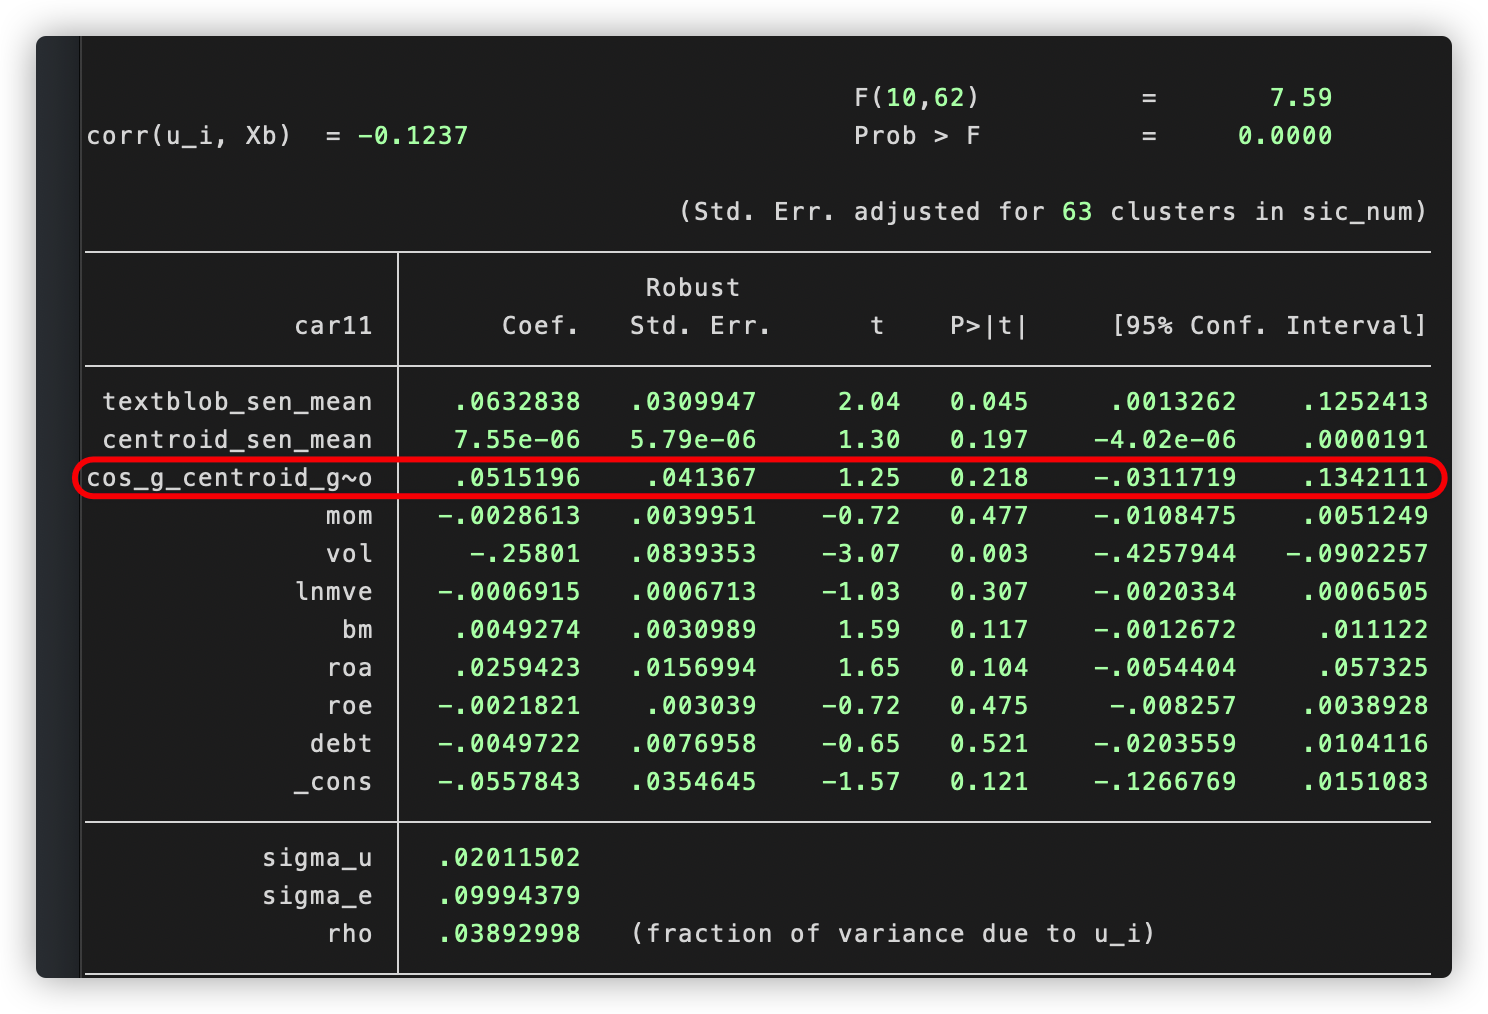 F(10,62) = 7.59
corr(u_i, Xb) = -0.1237 Prob > F = 0.0000
(Std. Err. adjusted for 63 clusters in sic_num)
Robust
car11 Coef. Std. Err. t P>|t| [95% Conf. Interval]
textblob_sen_mean .0632838 .0309947 2.04 0.045 .0013262 .1252413
centroid_sen_mean 7.55e-06 5.79e-06 1.30 0.197 -4.02e-06 .0000191
cos_g_centroid_g~o .0515196 .041367 1.25 0.218 -.0311719 .1342111
mom -.0028613 .0039951 -0.72 0.477 -.0108475 .0051249
vol -.25801 .0839353 -3.07 0.003 -.4257944 -.0902257
lnmve -.0006915 .0006713 -1.03 0.307 -.0020334 .0006505
bm .0049274 .0030989 1.59 0.117 -.0012672 .011122
roa .0259423 .0156994 1.65 0.104 -.0054404 .057325
roe -.0021821 .003039 -0.72 0.475 -.008257 .0038928
debt -.0049722 .0076958 -0.65 0.521 -.0203559 .0104116
_cons -.0557843 .0354645 -1.57 0.121 -.1266769 .0151083
sigma_u .02011502
sigma_e .09994379
rho .03892998 (fraction of variance due to u_i)